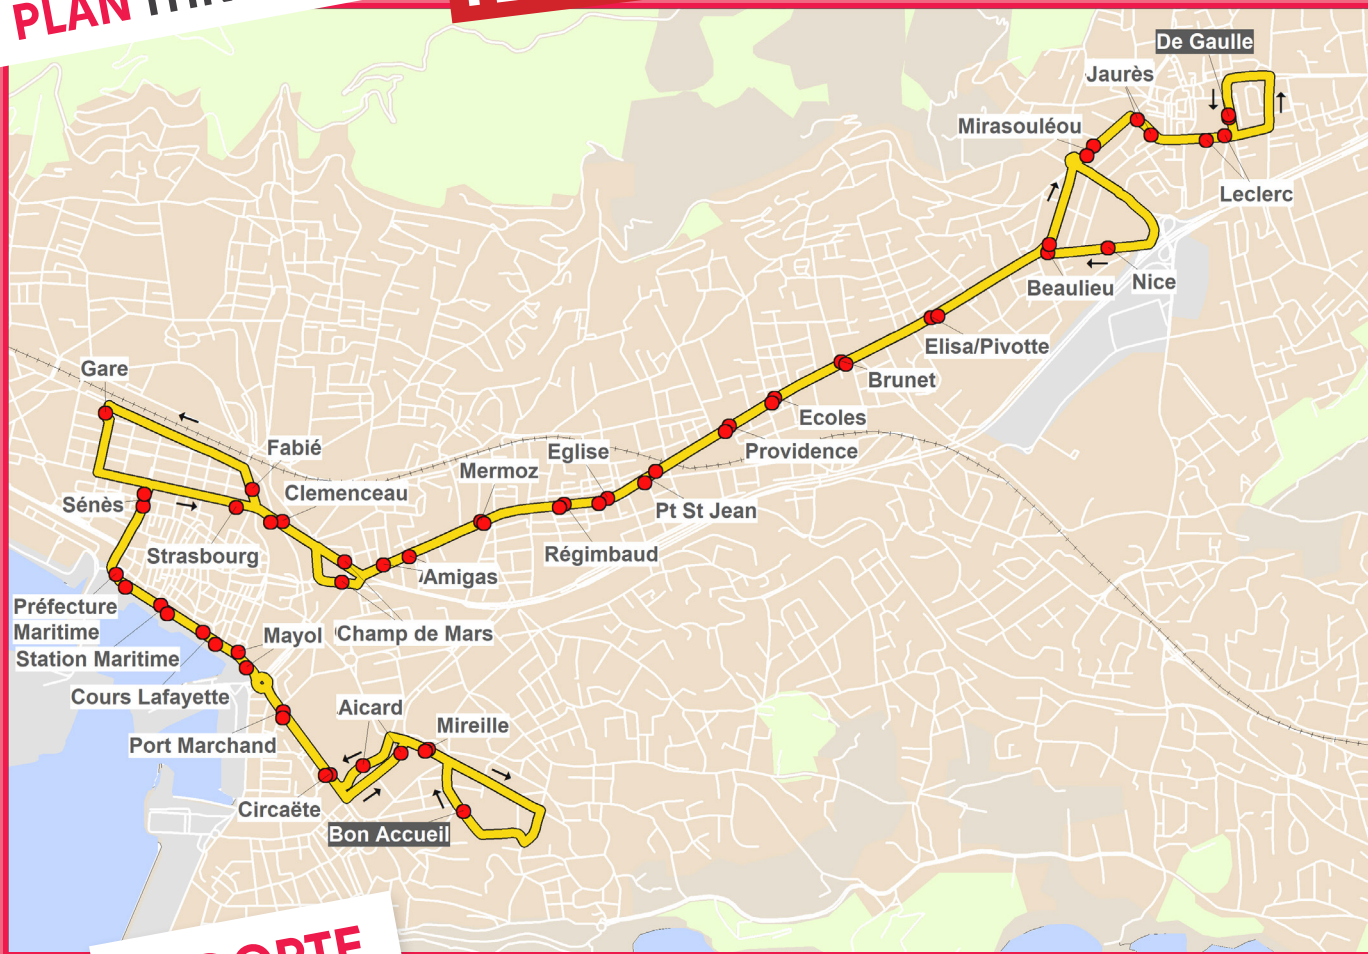 PLAN
De Gaulle
Jaurès
Mirasouléou
Leclerc
Beaulieu
Nice
Elisa/Pivotte
Brunet
Gare
Ecoles
Fabié
Eglise
Providence
Mermoz
Clemenceau
Sénès
Pt St Jean
Strasbourg
Régimbaud
Amigas
Préfecture
Maritime
Mayol
Champ de Mars
Station Maritime
Cours Lafayette
Aicard
Mireille
Port Marchand
Circaëte
Bon Accueil